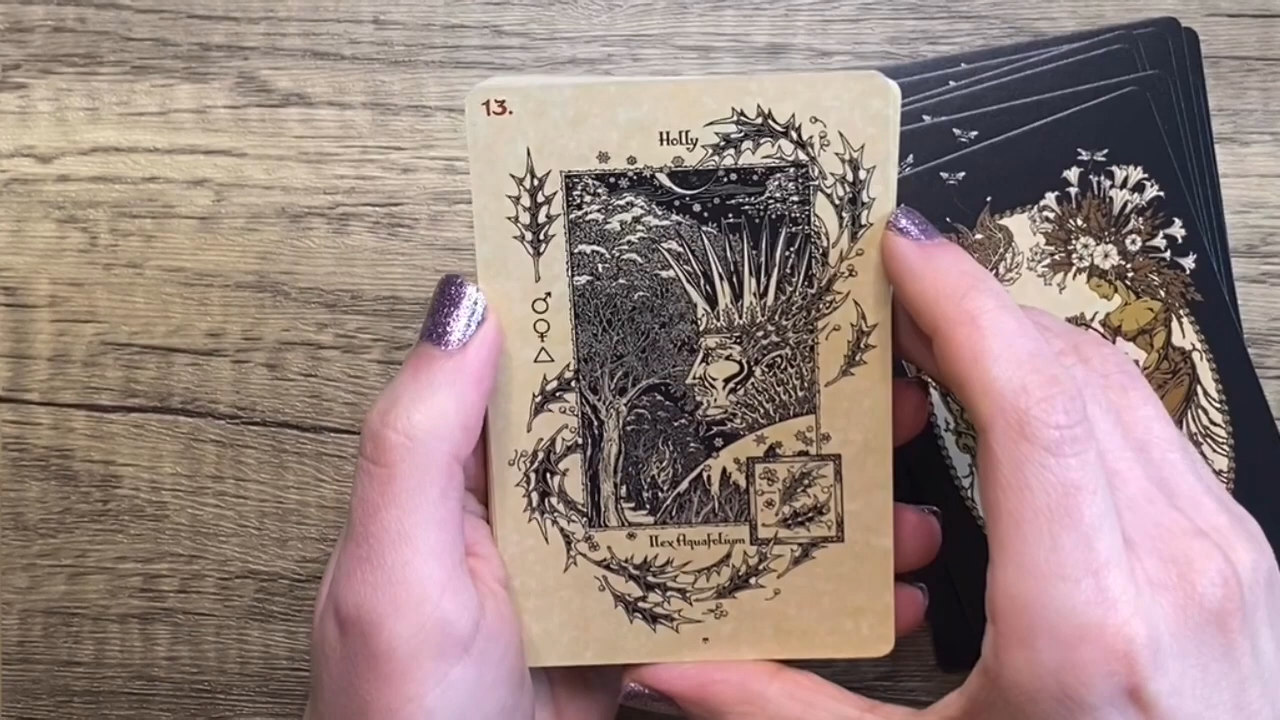 13.
Holly
♂
♀
△
Ilex Aquafolium